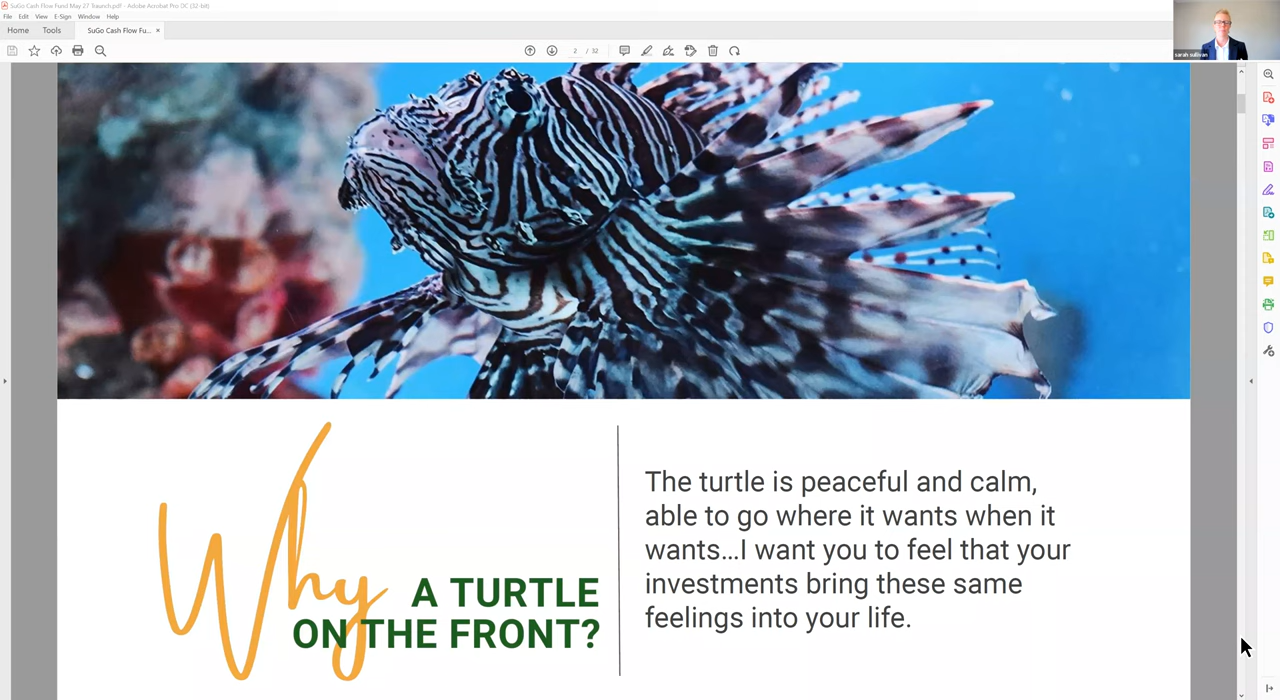 SuGo Cash Flow Fund May 27 Traunch.pdf - Adobe Acrobat Pro DC (32-bit)
File Edit View E-Sign Window Help
Home Tools SuGo Cash Flow Fu... ×
2 / 32
sarah sullivan
Why A TURTLE
ON THE FRONT?
The turtle is peaceful and calm,
able to go where it wants when it
wants...I want you to feel that your
investments bring these same
feelings into your life.